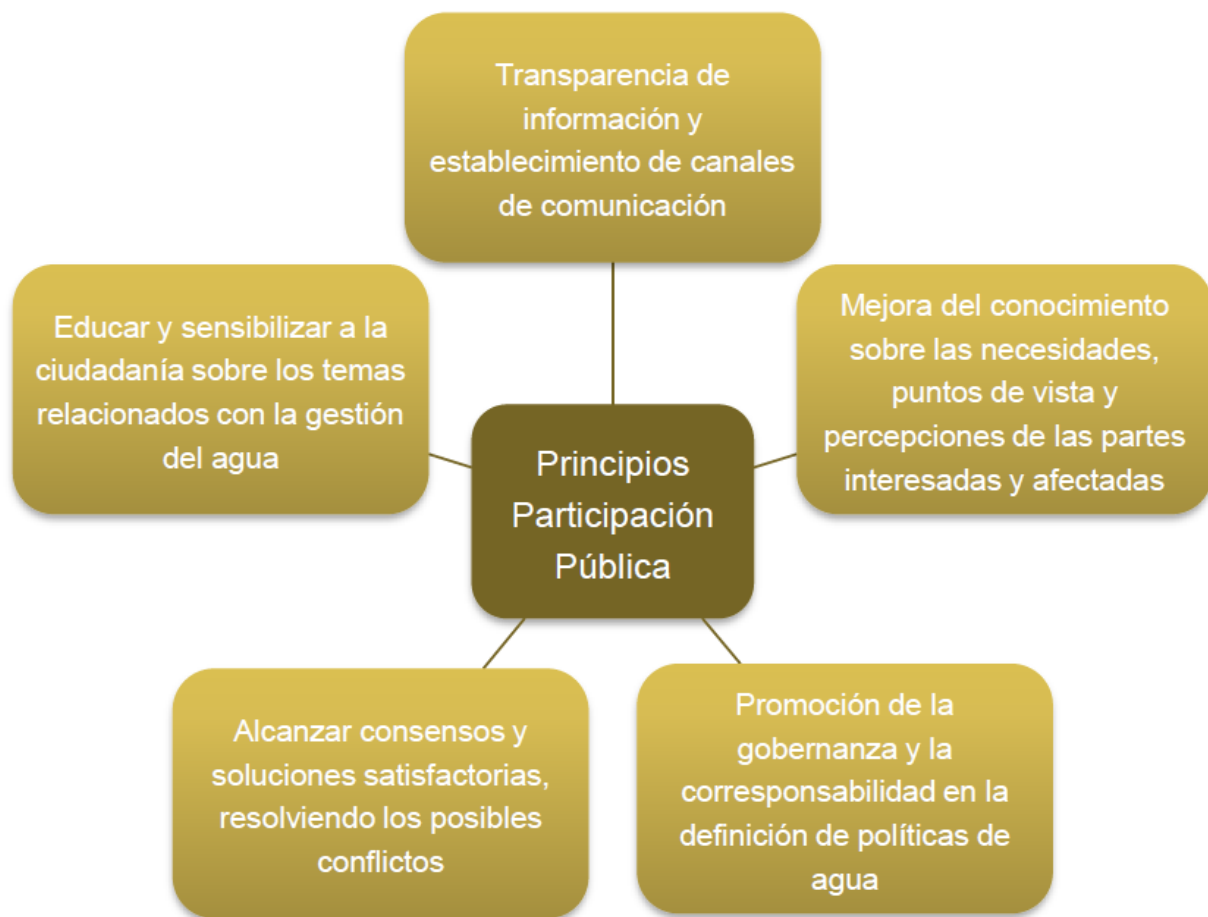 Transparencia de
información y
establecimiento de canales
de comunicación
Educar y sensibilizar a la
ciudadanía sobre los temas
relacionados con la gestión
del agua
Mejora del conocimiento
sobre las necesidades,
puntos de vista y
percepciones de las partes
interesadas y afectadas
Principios
Participación
Pública
Alcanzar consensos y
soluciones satisfactorias,
resolviendo los posibles
conflictos
Promoción de la
gobernanza y la
corresponsabilidad en la
definición de políticas de
agua